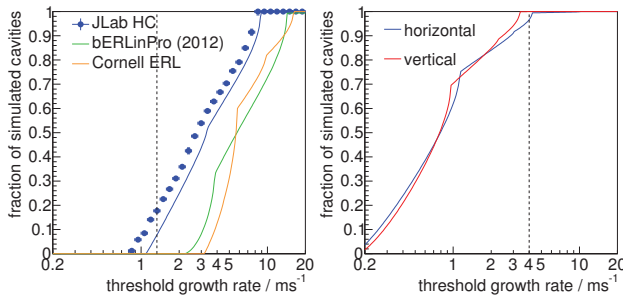 fraction of simulated cavities
1
0.9
0.8
0.7
0.6
0.5
0.4
0.3
0.2
0.1
0
JLab HC
bERLinPro (2012)
Cornell ERL
0.2 1 2 3 4 5 10 20
threshold growth rate / ms-1
fraction of simulated cavities
1
0.9
0.8
0.7
0.6
0.5
0.4
0.3
0.2
0.1
0
horizontal
vertical
0.2 1 2 3 4 5 10 20
threshold growth rate / ms-1